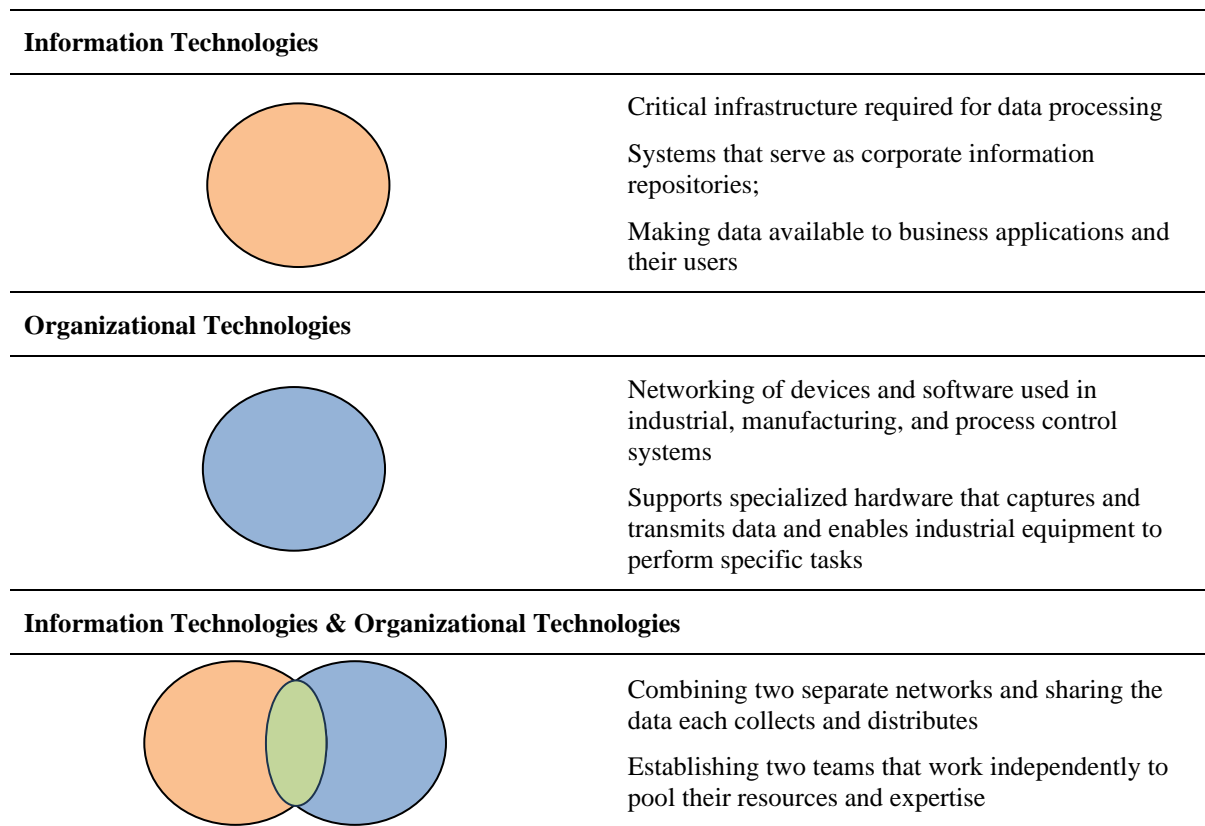 Information Technologies
Critical infrastructure required for data processing
Systems that serve as corporate information
repositories;
Making data available to business applications and
their users
Organizational Technologies
Networking of devices and software used in
industrial, manufacturing, and process control
systems
Supports specialized hardware that captures and
transmits data and enables industrial equipment to
perform specific tasks
Information Technologies & Organizational Technologies
Combining two separate networks and sharing the
data each collects and distributes
Establishing two teams that work independently to
pool their resources and expertise